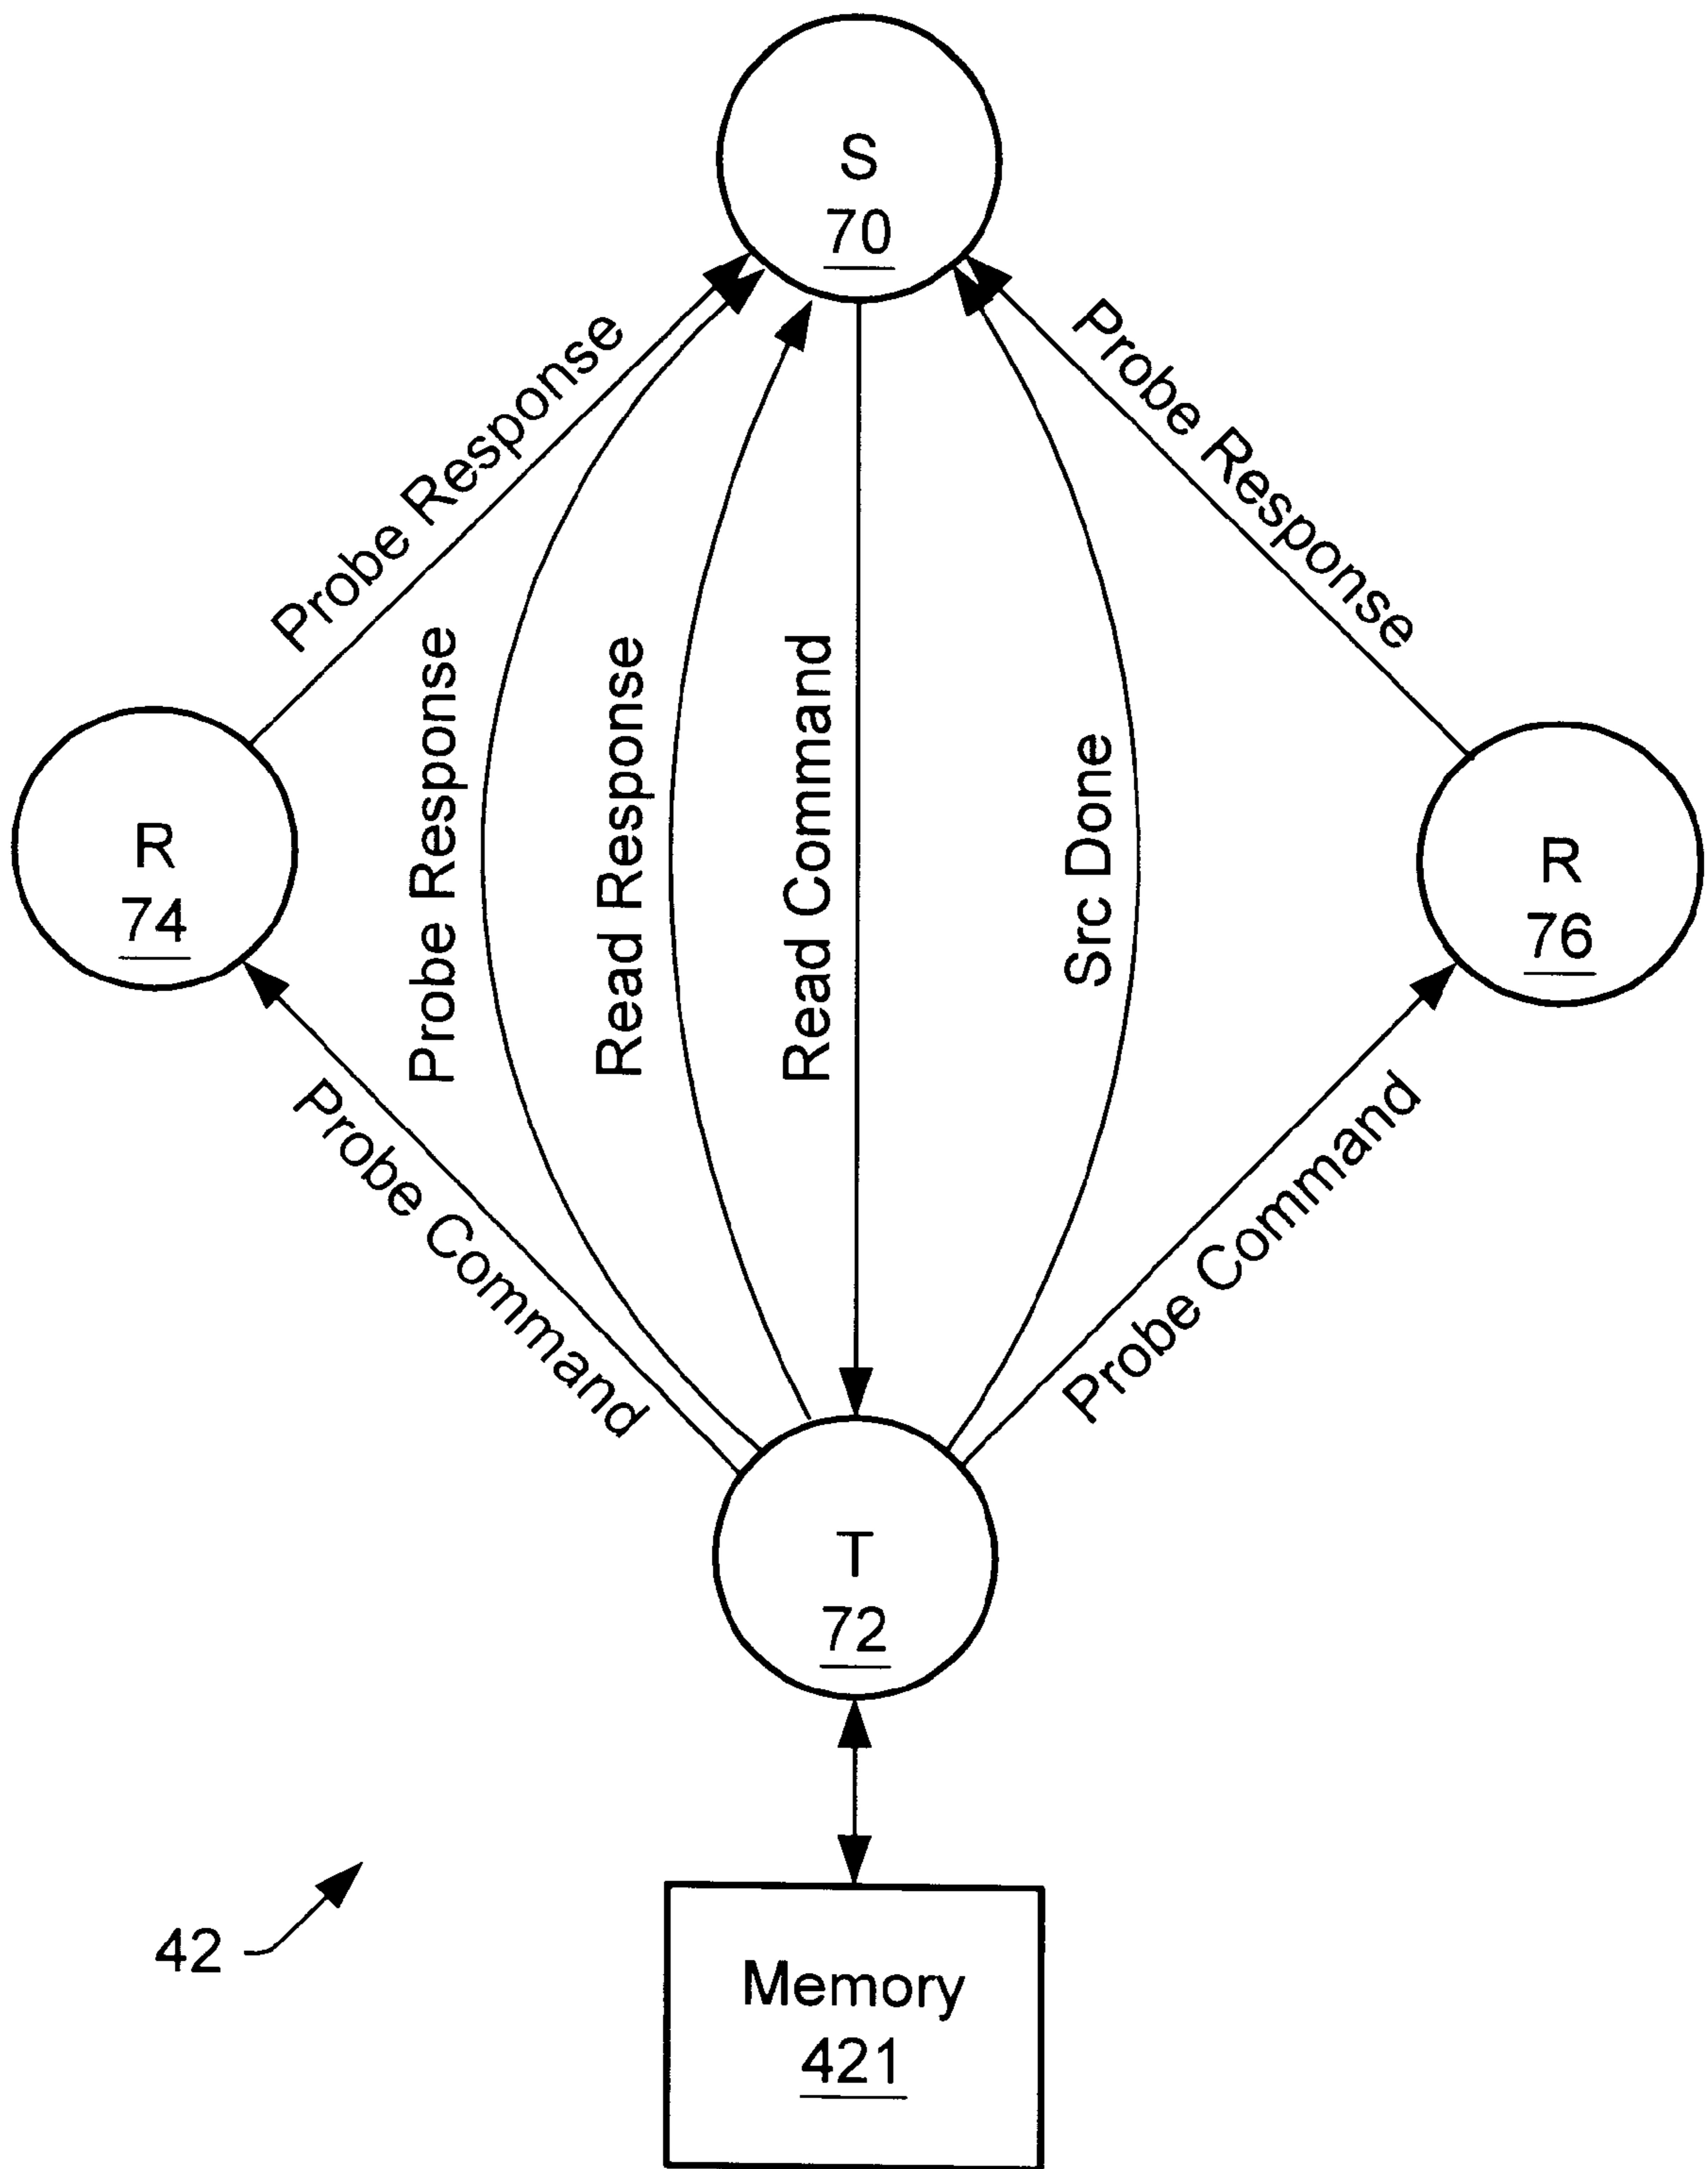 S
70
Probe Response
Probe Response
Probe Response
Read Response
Read Command
Src Done
R
74
R
76
Probe Command
Probe Command
T
72
42
Memory
421